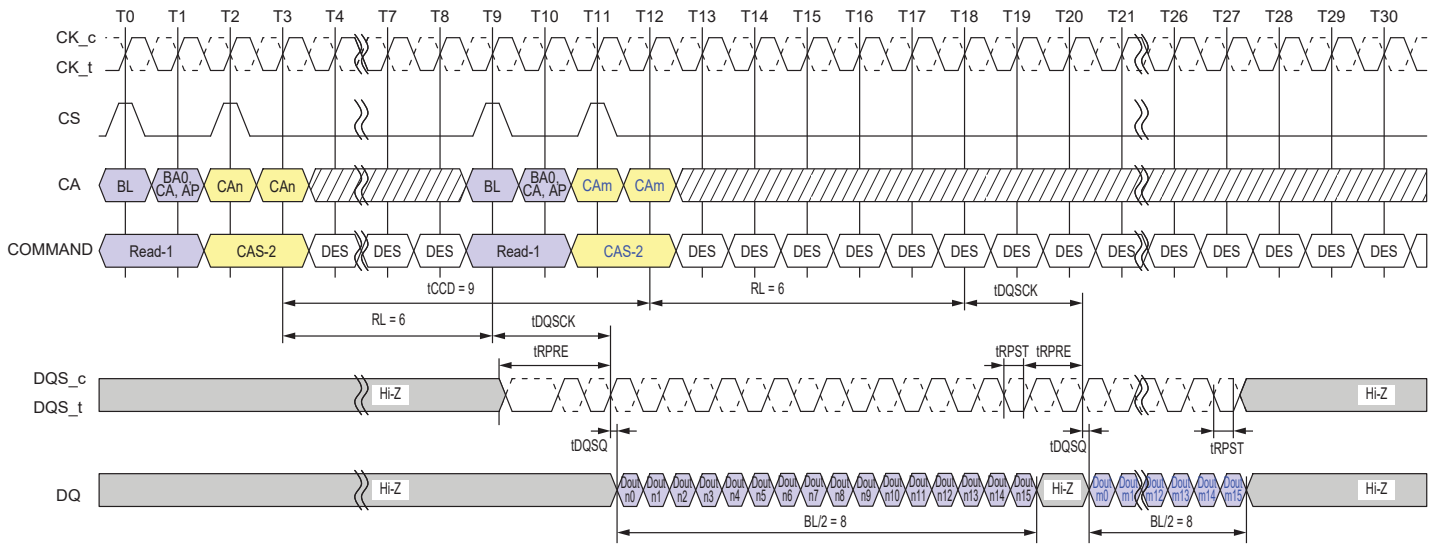 T0 T1 T2 T3 T4 T7 T8 T9 T10 T11 T12 T13 T14 T15 T16 T17 T18 T19 T20 T21 T26 T27 T28 T29 T30
CK_c
CK_t
CS
CA BL BA0, CA, AP CAn CAn BL BA0, CA, AP CAm CAm
COMMAND Read-1 CAS-2 DES DES DES Read-1 CAS-2 DES DES DES DES DES DES DES DES DES DES DES DES DES DES
tCCD = 9 RL = 6 tDQSCK
RL = 6 tDQSCK
tRPRE tRPST tRPRE
DQS_c
DQS_t
Hi-Z Hi-Z
tDQSQ tDQSQ tRPST
DQ Hi-Z Dout n0 Dout n1 Dout n2 Dout n3 Dout n4 Dout n5 Dout n6 Dout n7 Dout n8 Dout n9 Dout n10 Dout n11 Dout n12 Dout n13 Dout n14 Dout n15 Hi-Z Dout m0 Dout m1 Dout m12 Dout m13 Dout m14 Dout m15 Hi-Z
BL/2 = 8 BL/2 = 8